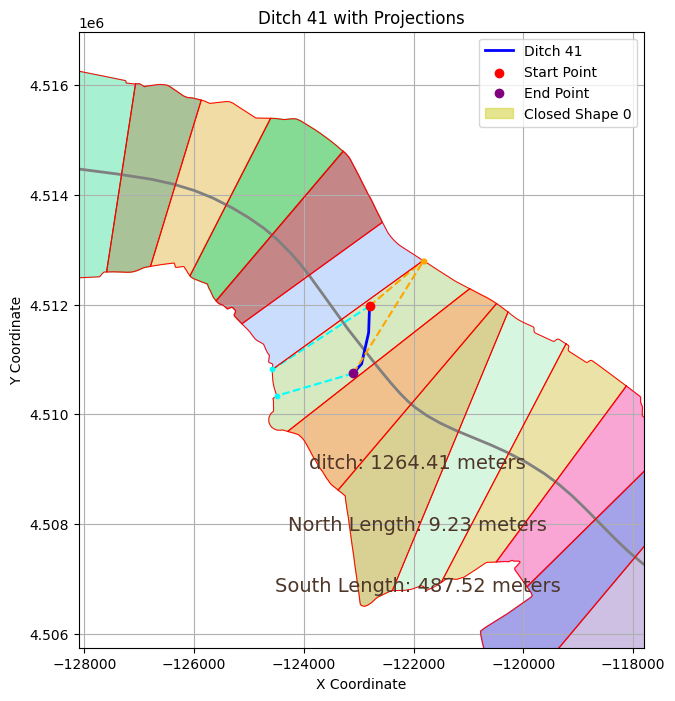 Ditch 41 with Projections
1e6
Ditch 41
Start Point
End Point
Closed Shape 0
4.516
4.514
4.512
4.510
4.508
4.506
Y Coordinate
ditch: 1264.41 meters
North Length: 9.23 meters
South Length: 487.52 meters
−128000 −126000 −124000 −122000 −120000 −118000
X Coordinate